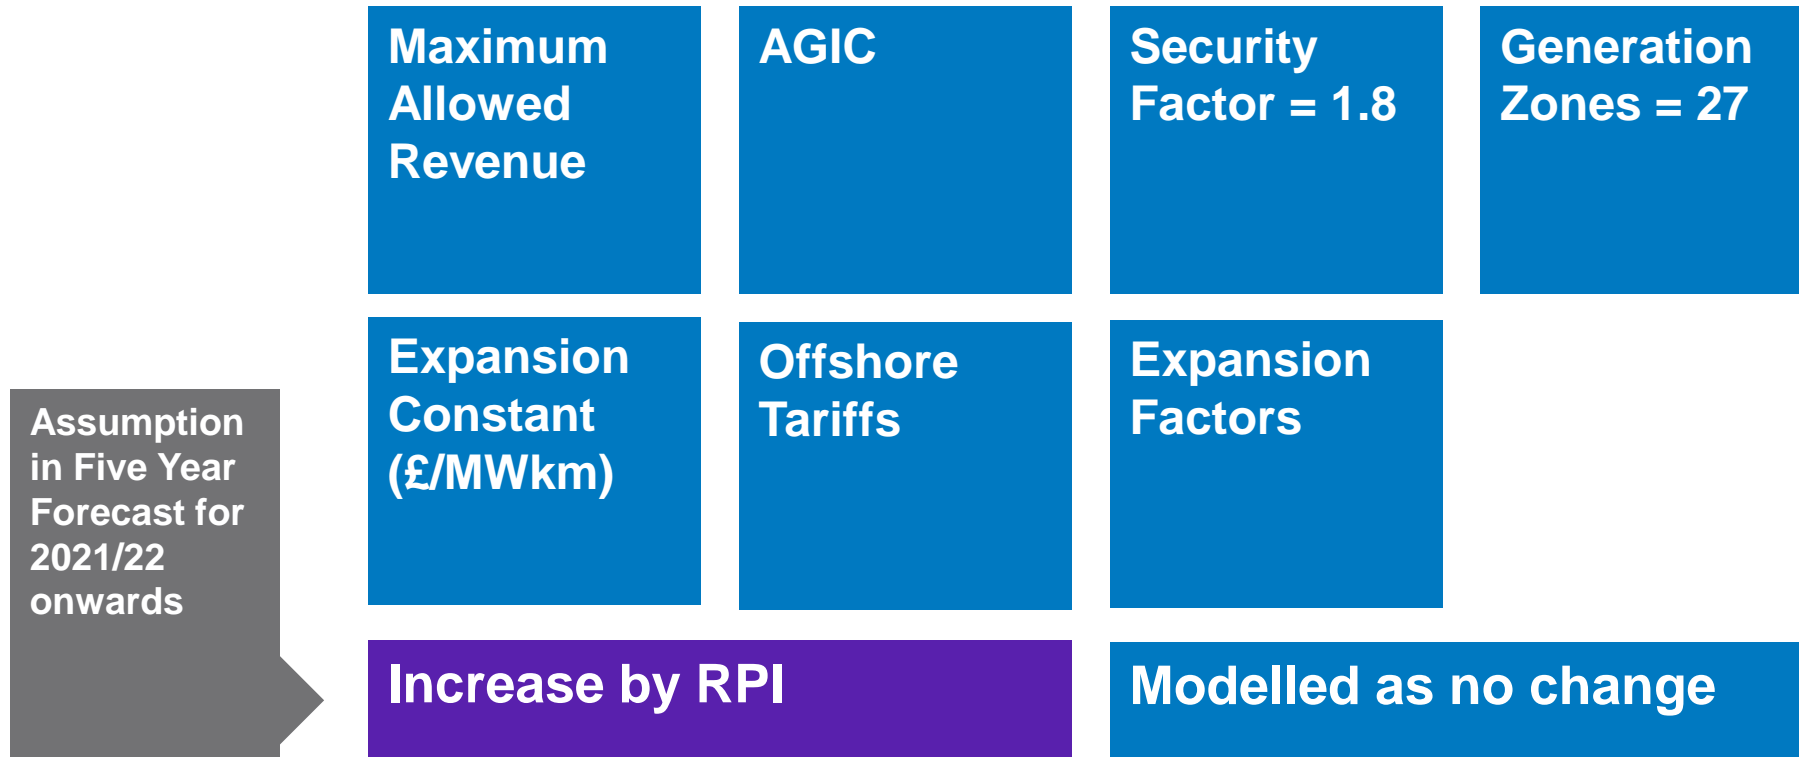 Maximum
Allowed
Revenue
AGIC
Security
Factor = 1.8
Generation
Zones = 27
Expansion
Constant
(£/MWkm)
Offshore
Tariffs
Expansion
Factors
Assumption
in Five Year
Forecast for
2021/22
onwards
Increase by RPI
Modelled as no change